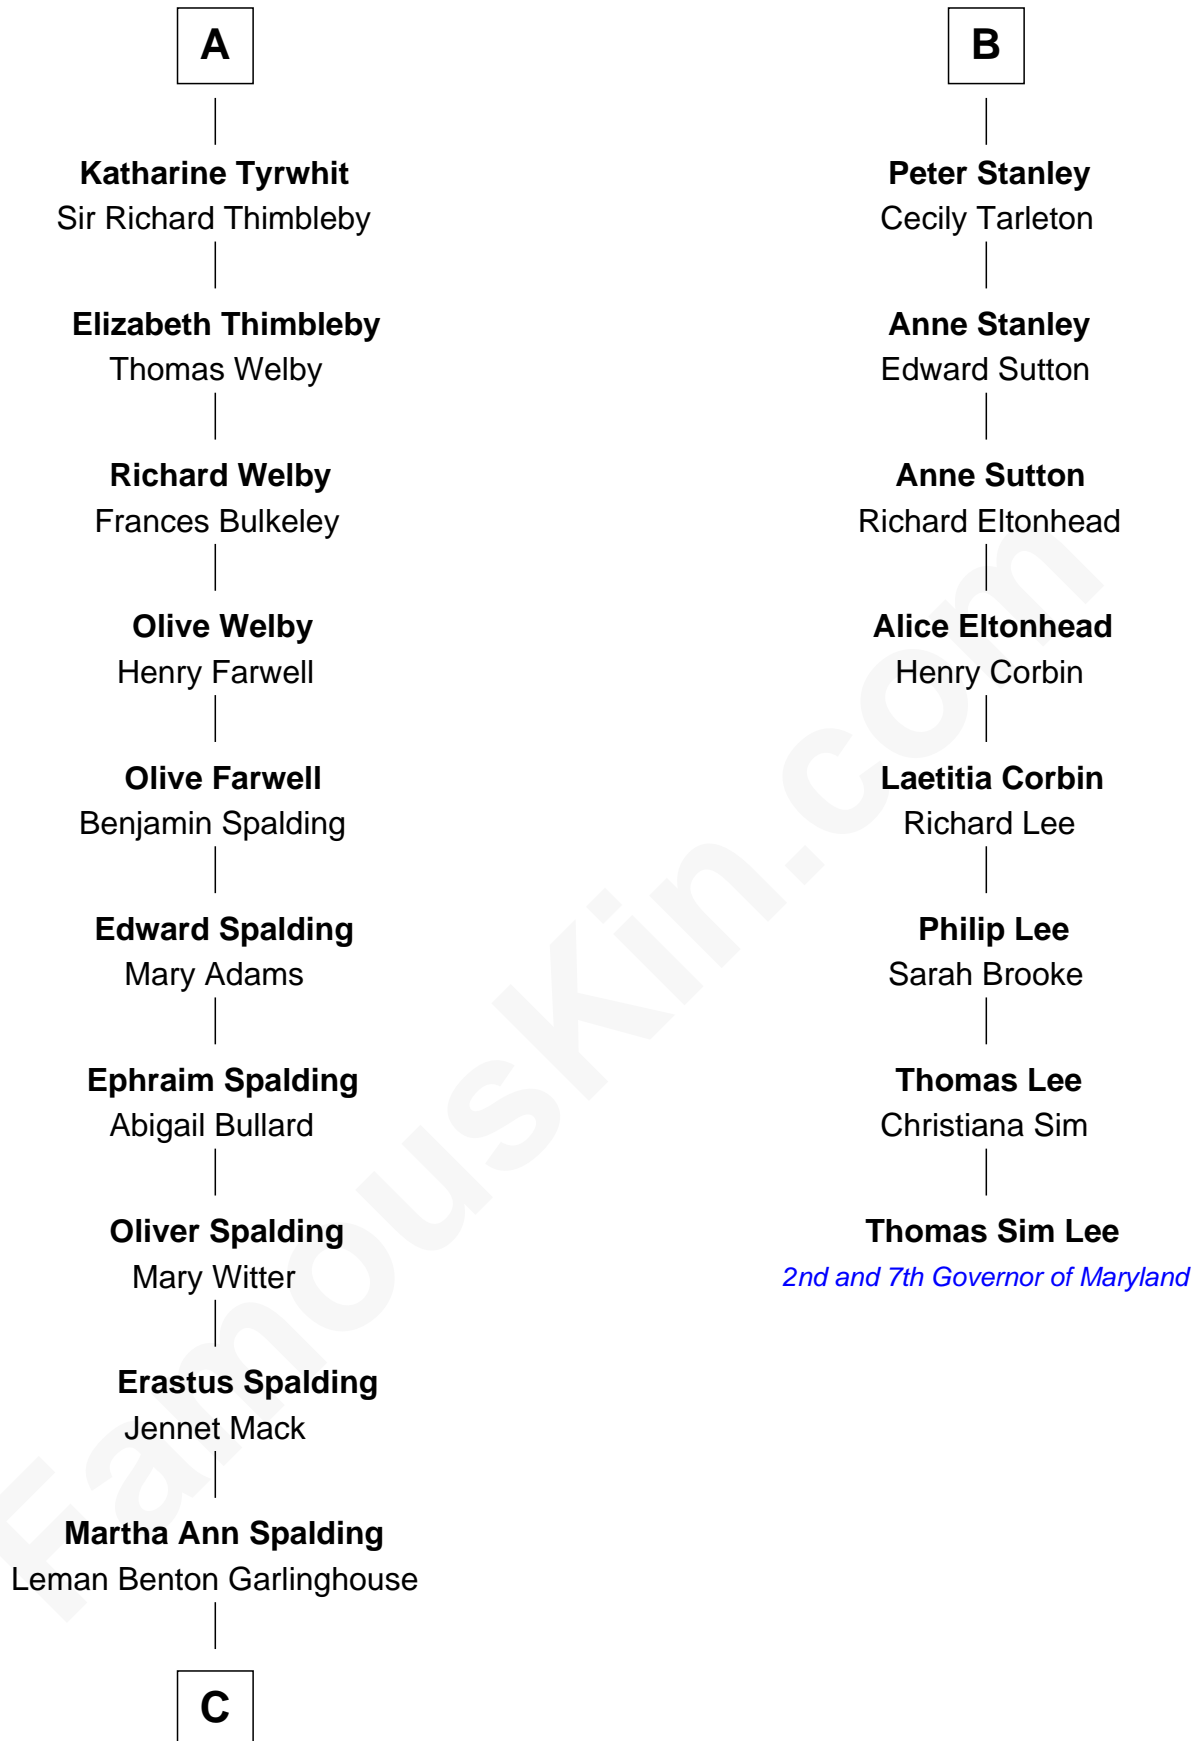 A
Katharine Tyrwhit
Sir Richard Thimbleby
Elizabeth Thimbleby
Thomas Welby
Richard Welby
Frances Bulkeley
Olive Welby
Henry Farwell
Olive Farwell
Benjamin Spalding
Edward Spalding
Mary Adams
Ephraim Spalding
Abigail Bullard
Oliver Spalding
Mary Witter
Erastus Spalding
Jennet Mack
Martha Ann Spalding
Leman Benton Garlinghouse
C
B
Peter Stanley
Cecily Tarleton
Anne Stanley
Edward Sutton
Anne Sutton
Richard Eltonhead
Alice Eltonhead
Henry Corbin
Laetitia Corbin
Richard Lee
Philip Lee
Sarah Brooke
Thomas Lee
Christiana Sim
Thomas Sim Lee
2nd and 7th Governor of Maryland
FamousKin.com